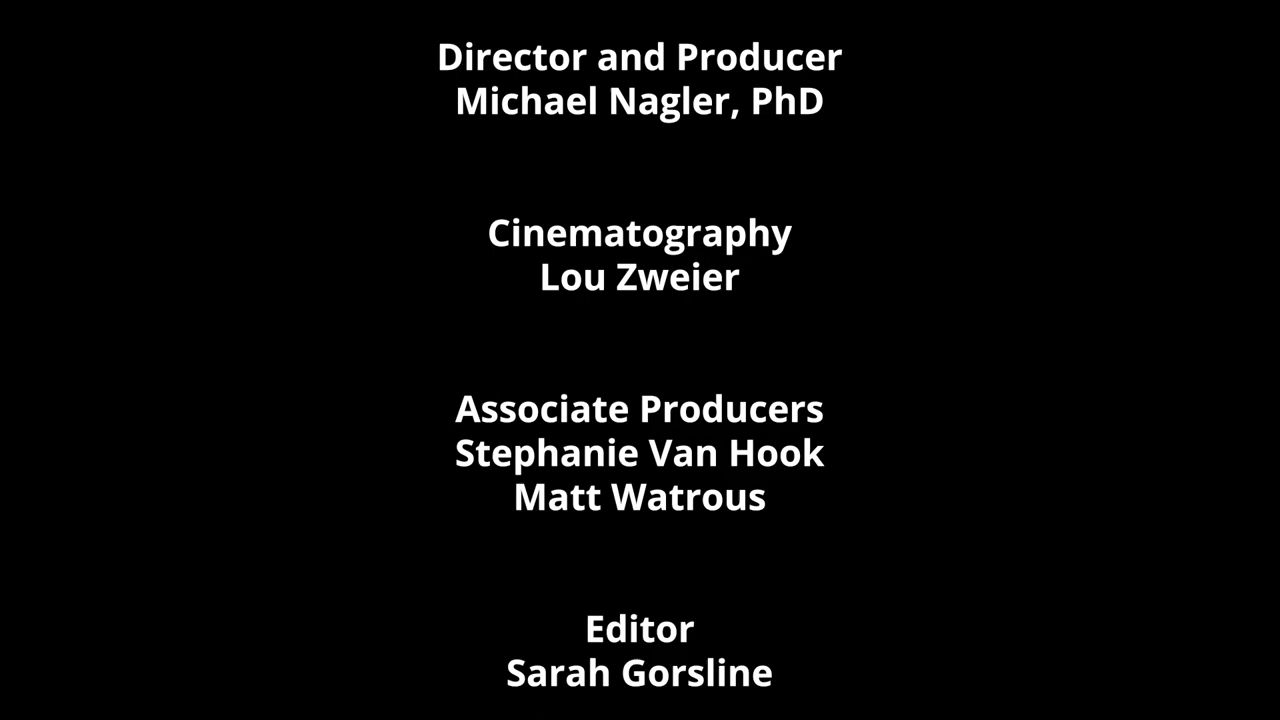 Director and Producer
Michael Nagler, PhD
Cinematography
Lou Zweier
Associate Producers
Stephanie Van Hook
Matt Watrous
Editor
Sarah Gorsline